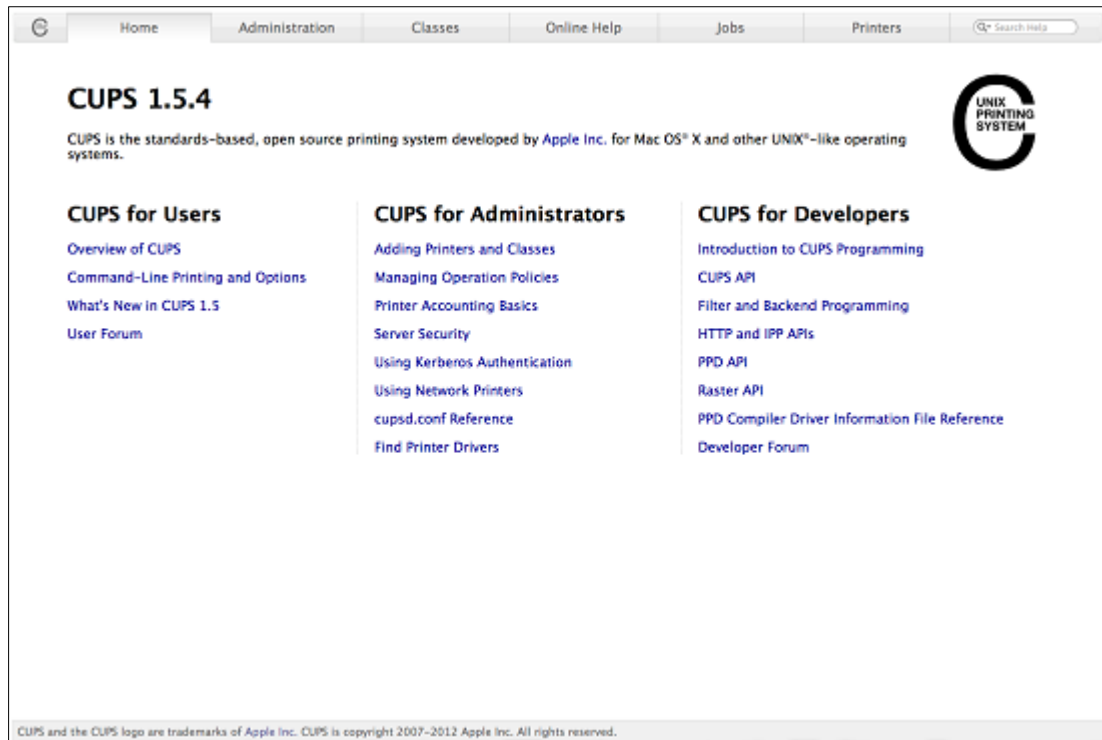 Home Administration Classes Online Help Jobs Printers Search Help
CUPS 1.5.4
UNIX
PRINTING
SYSTEM
CUPS is the standards-based, open source printing system developed by Apple Inc. for Mac OS® X and other UNIX®-like operating
systems.
CUPS for Users
Overview of CUPS
Command-Line Printing and Options
What's New in CUPS 1.5
User Forum
CUPS for Administrators
Adding Printers and Classes
Managing Operation Policies
Printer Accounting Basics
Server Security
Using Kerberos Authentication
Using Network Printers
cupsd.conf Reference
Find Printer Drivers
CUPS for Developers
Introduction to CUPS Programming
CUPS API
Filter and Backend Programming
HTTP and IPP APIs
PPD API
Raster API
PPD Compiler Driver Information File Reference
Developer Forum
CUPS and the CUPS logo are trademarks of Apple Inc. CUPS is copyright 2007-2012 Apple Inc. All rights reserved.